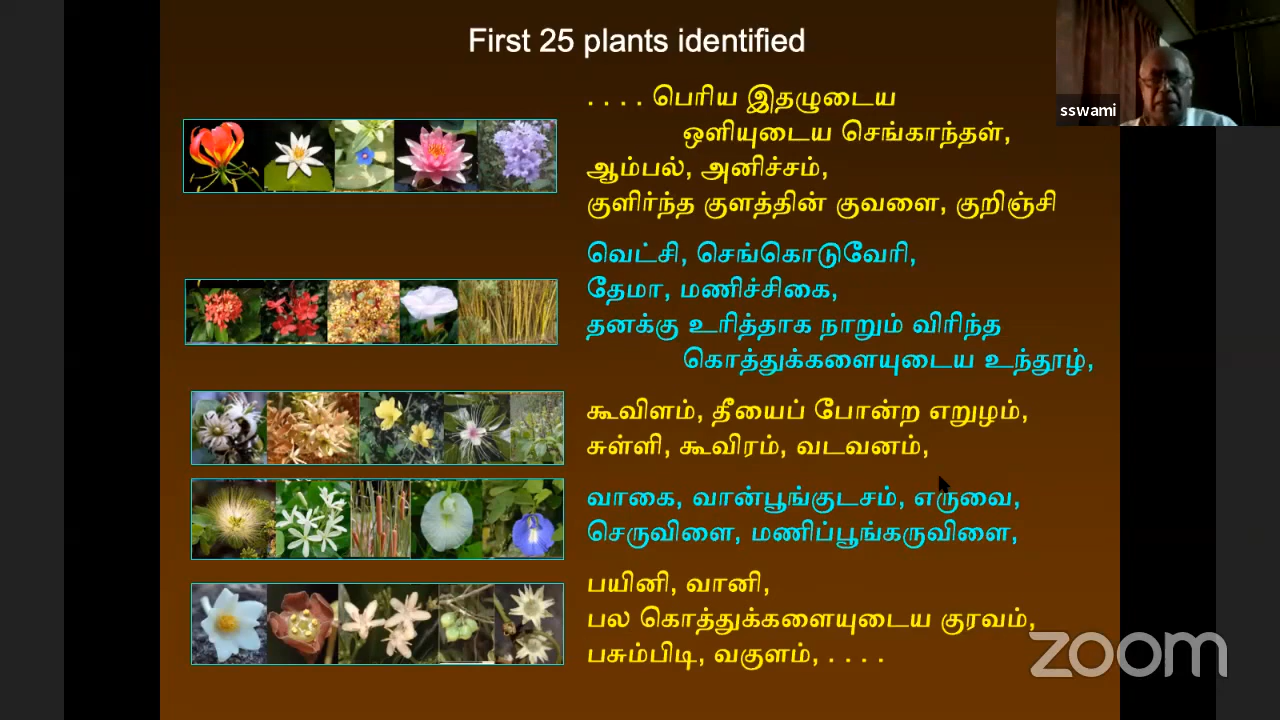 First 25 plants identified
. . . . பெரிய இதழுடைய
ஒளியுடைய செங்காந்தள்,
ஆம்பல், அனிச்சம்,
குளிர்ந்த குளத்தின் குவளை, குறிஞ்சி
வெட்சி, செங்கொடுவேரி,
தேமா, மணிச்சிகை,
தனக்கு உரித்தாக நாறும் விரிந்த
கொத்துக்களையுடைய உந்தூழ்,
கூவிளம், தீயைப் போன்ற எறுழம்,
சுள்ளி, கூவிரம், வடவனம்,
வாகை, வான்பூங்குடசம், எருவை,
செருவிளை, மணிப்பூங்கருவிளை,
பயினி, வானி,
பல கொத்துக்களையுடைய குரவம்,
பசும்பிடி, வகுளம், . . . .
sswami
zoom